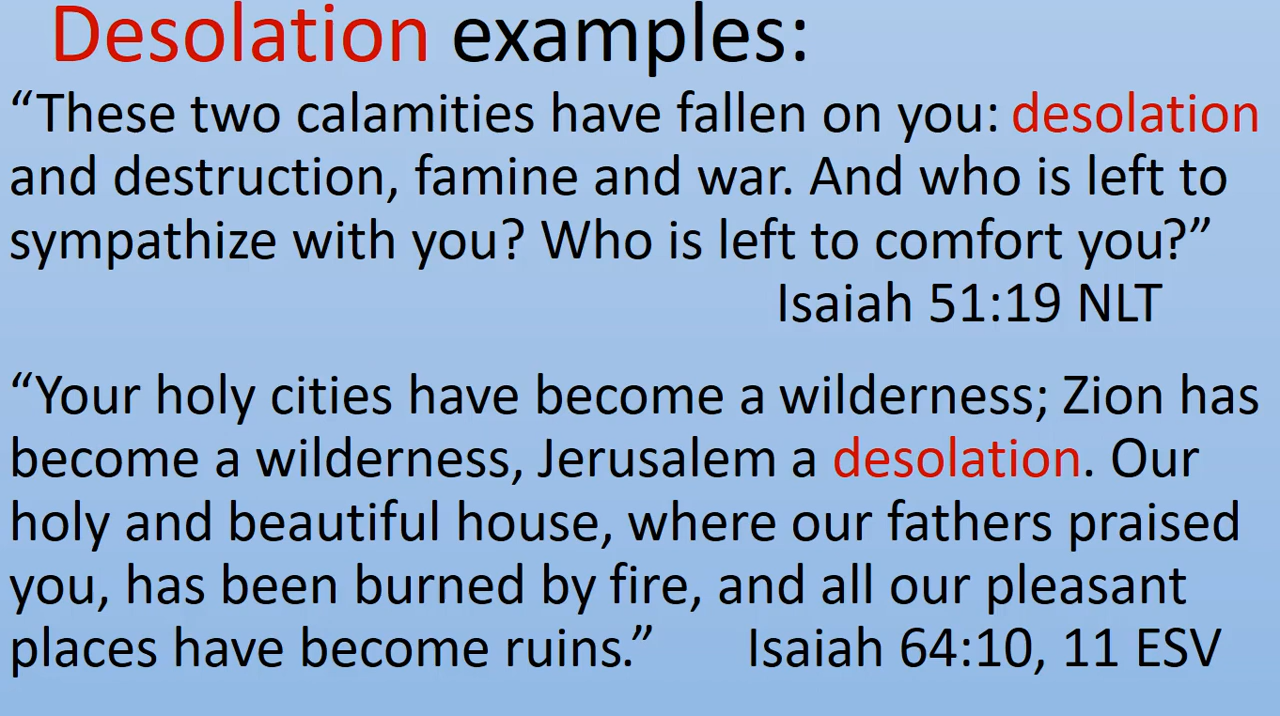 Desolation examples:
“These two calamities have fallen on you: desolation
and destruction, famine and war. And who is left to
sympathize with you? Who is left to comfort you?”
Isaiah 51:19 NLT
“Your holy cities have become a wilderness; Zion has
become a wilderness, Jerusalem a desolation. Our
holy and beautiful house, where our fathers praised
you, has been burned by fire, and all our pleasant
places have become ruins.” Isaiah 64:10, 11 ESV